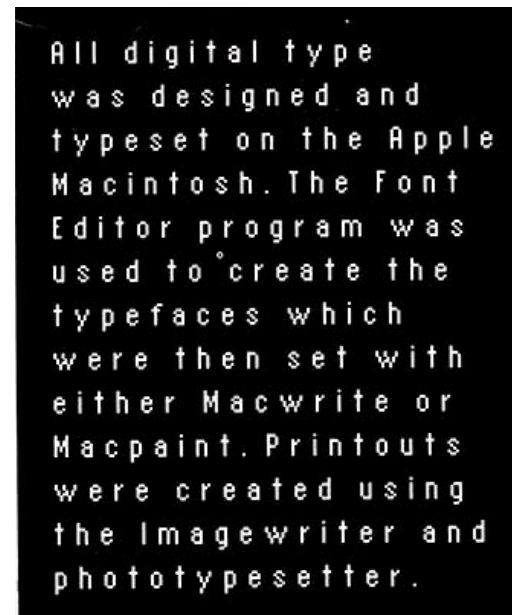 All digital type
was designed and
typeset on the Apple
Macintosh. The Font
Editor program was
used to create the
typefaces which
were then set with
either Macwrite or
Macpaint. Printouts
were created using
the Imagewriter and
phototypesetter.